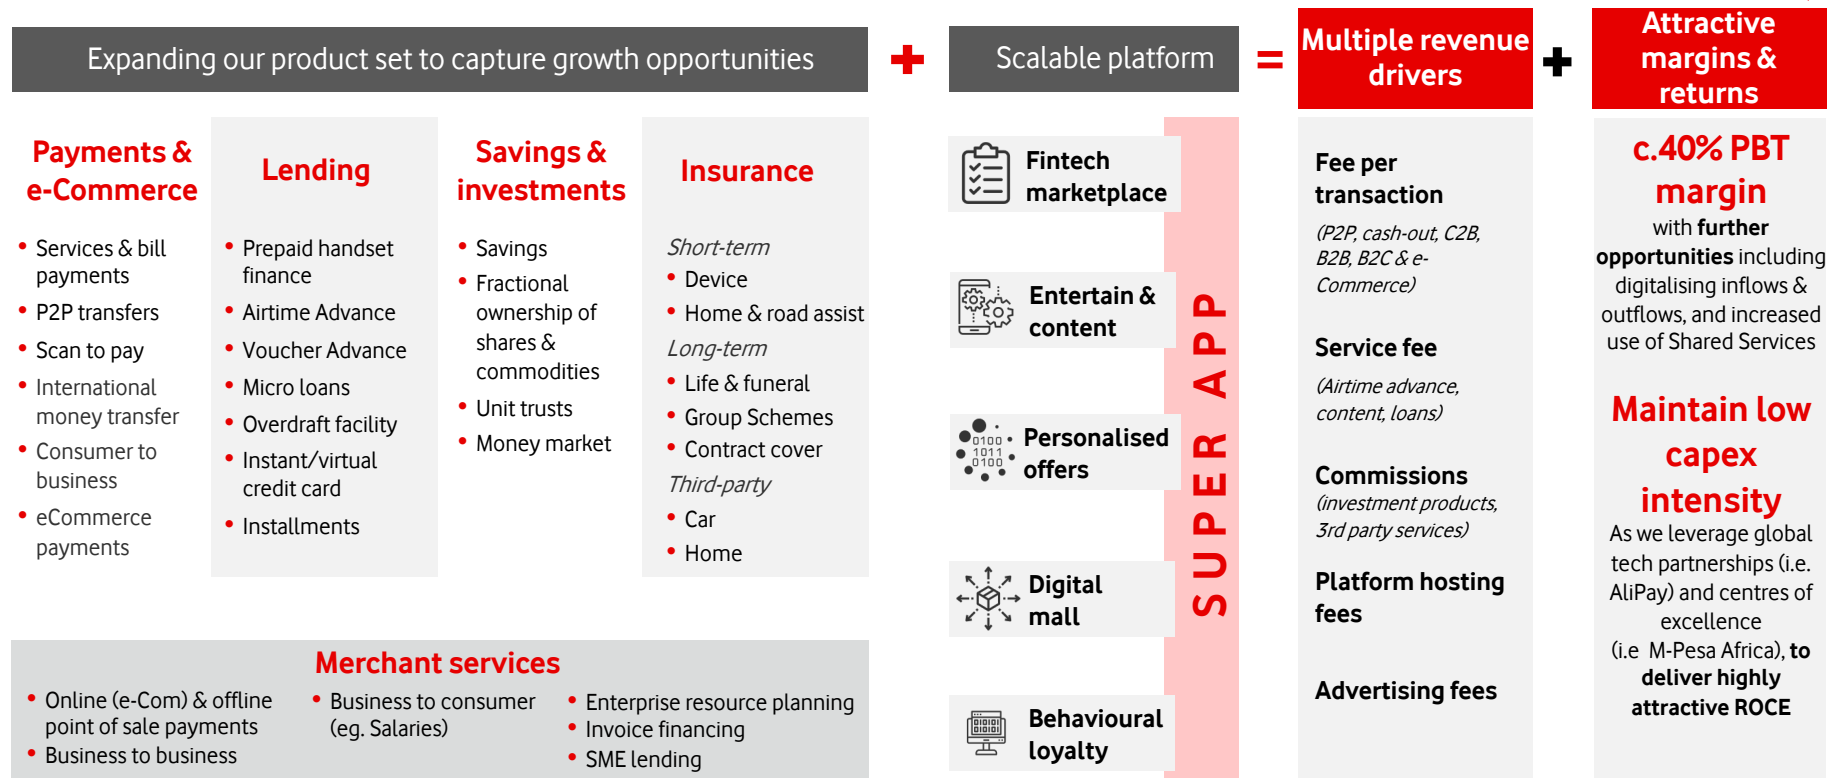 Expanding our product set to capture growth opportunities
+
Scalable platform
=
Multiple revenue
drivers
+
Attractive
margins &
returns
Payments &
e-Commerce
• Services & bill
payments
• P2P transfers
• Scan to pay
• International
money transfer
• Consumer to
business
• eCommerce
payments
Lending
• Prepaid handset
finance
• Airtime Advance
• Voucher Advance
• Micro loans
• Overdraft facility
• Instant/virtual
credit card
• Installments
Savings &
investments
• Savings
• Fractional
ownership of
shares &
commodities
• Unit trusts
• Money market
Insurance
Short-term
• Device
• Home & road assist
Long-term
• Life & funeral
• Group Schemes
• Contract cover
Third-party
• Car
• Home
Merchant services
• Online (e-Com) & offline
point of sale payments
• Business to business
• Business to consumer
(eg. Salaries)
• Enterprise resource planning
• Invoice financing
• SME lending
Fintech
marketplace
Entertain &
content
0100
1011
0100
Personalised
offers
Digital
mall
Behavioural
loyalty
SUPER APP
Fee per
transaction
(P2P, cash-out, C2B,
B2B, B2C & e-
Commerce)
Service fee
(Airtime advance,
content, loans)
Commissions
(investment products,
3rd party services)
Platform hosting
fees
Advertising fees
c.40% PBT
margin
with further
opportunities including
digitalising inflows &
outflows, and increased
use of Shared Services
Maintain low
capex
intensity
As we leverage global
tech partnerships (i.e.
AliPay) and centres of
excellence
(i.e M-Pesa Africa), to
deliver highly
attractive ROCE